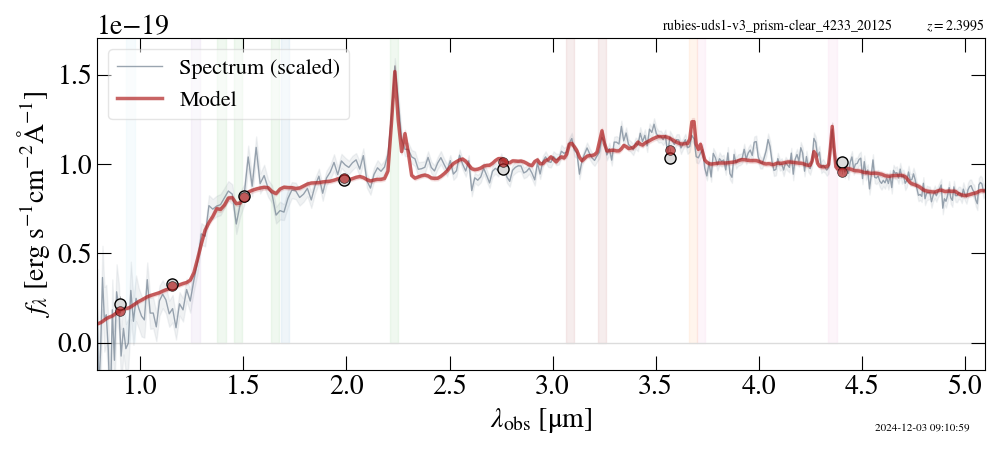 1e−19
rubies-uds1-v3_prism-clear_4233_20125 z = 2.3995
Spectrum (scaled)
Model
1.5
1.0
0.5
0.0
fλ [erg s⁻¹cm⁻²Å⁻¹]
1.0 1.5 2.0 2.5 3.0 3.5 4.0 4.5 5.0
λobs [μm]
2024-12-03 09:10:59